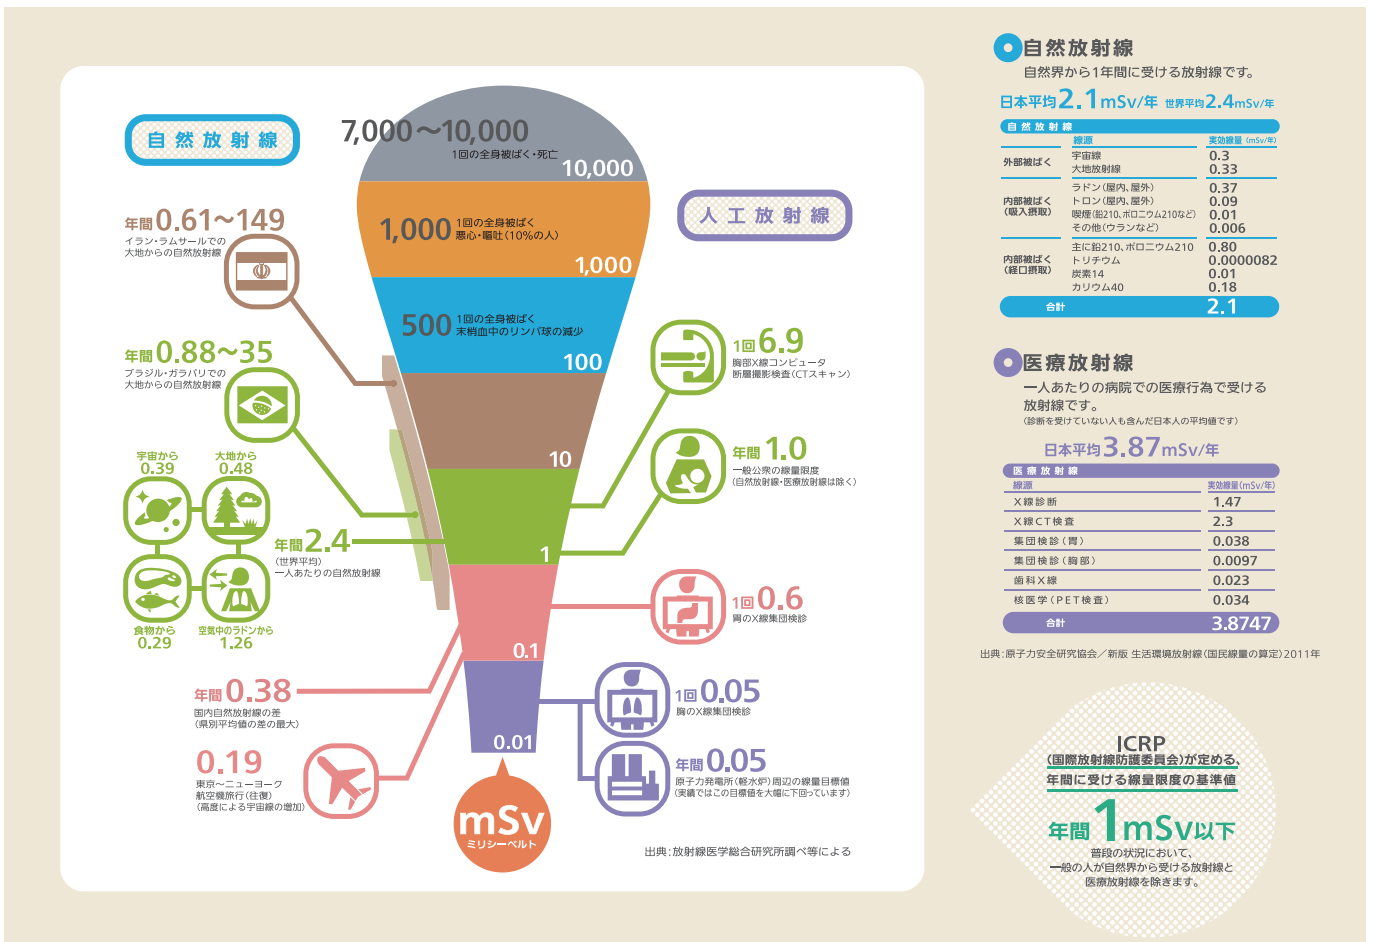 自然放射線
7,000～10,000
1回の全身被ばく・死亡
10,000
1,000
1回の全身被ばく
悪心・嘔吐(10%の人)
1,000
500
1回の全身被ばく
末梢血中のリンパ球の減少
100
10
1
0.1
0.01
mSv
ミリシーベルト
年間0.61～149
イラン・ラムサールでの
大地からの自然放射線
年間0.88～35
ブラジル・ガラパリでの
大地からの自然放射線
宇宙から
0.39
大地から
0.48
年間2.4
(世界平均)
一人あたりの自然放射線
食物から
0.29
空気中のラドンから
1.26
年間0.38
国内自然放射線の差
(県別平均値の差の最大)
0.19
東京～ニューヨーク
航空機旅行(往復)
(高度による宇宙線の増加)
人工放射線
1回6.9
胸部X線コンピュータ
断層撮影検査(CTスキャン)
年間1.0
一般公衆の線量限度
(自然放射線・医療放射線は除く)
1回0.6
胃のX線集団検診
1回0.05
胸のX線集団検診
年間0.05
原子力発電所(軽水炉)周辺の線量目標値
(実績ではこの目標値を大幅に下回っています)
出典:放射線医学総合研究所調べ等による
自然放射線
自然界から1年間に受ける放射線です。
日本平均2.1mSv/年 世界平均2.4mSv/年
自然放射線
線源 実効線量 (mSv/年)
外部被ばく
宇宙線 0.3
大地放射線 0.33
内部被ばく
(吸入摂取)
ラドン(屋内、屋外) 0.37
トロン(屋内、屋外) 0.09
喫煙(鉛210、ポロニウム210など) 0.01
その他(ウランなど) 0.006
内部被ばく
(経口摂取)
主に鉛210、ポロニウム210 0.80
トリチウム 0.0000082
炭素14 0.01
カリウム40 0.18
合計 2.1
医療放射線
一人あたりの病院での医療行為で受ける
放射線です。
(診断を受けていない人も含んだ日本人の平均値です)
日本平均3.87mSv/年
医療放射線
線源 実効線量(mSv/年)
X線診断 1.47
X線CT検査 2.3
集団検診(胃) 0.038
集団検診(胸部) 0.0097
歯科X線 0.023
核医学(PET検査) 0.034
合計 3.8747
出典:原子力安全研究協会／新版 生活環境放射線(国民線量の算定)2011年
ICRP
(国際放射線防護委員会)が定める、
年間に受ける線量限度の基準値
年間1mSv以下
普段の状況において、
一般の人が自然界から受ける放射線と
医療放射線を除きます。